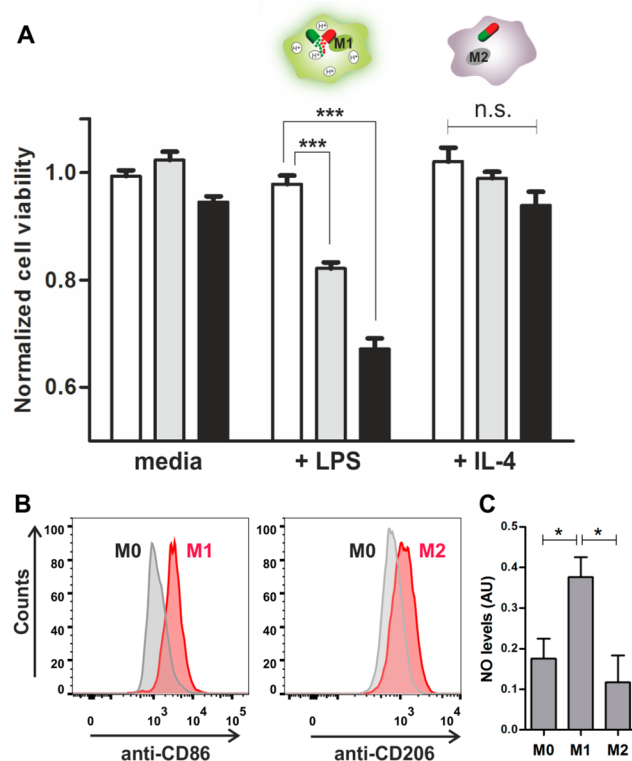 A
H+
H+
H+
H+
H+
M1
M2
***
***
n.s.
Normalized cell viability
1.0
0.8
0.6
media
+ LPS
+ IL-4
B
Counts
100
80
60
40
20
0
M0
M1
0
10³
10⁴
10⁵
anti-CD86
100
80
60
40
20
0
M0
M2
0
10³
10⁴
anti-CD206
C
NO levels (AU)
0.5
0.4
0.3
0.2
0.1
0.0
*
*
M0
M1
M2